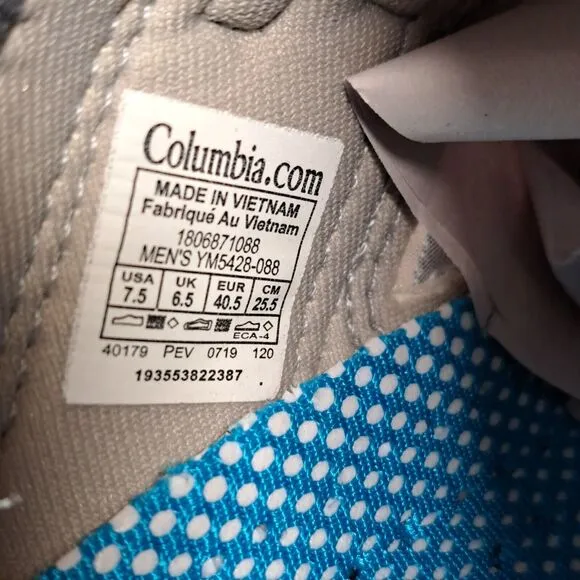 Columbia.com
MADE IN VIETNAM
Fabriqué Au Vietnam
1806871088
MEN'S YM5428-088
USA UK EUR CM
7.5 6.5 40.5 25.5
ECA-4
40179 PEV 0719 120
193553822387